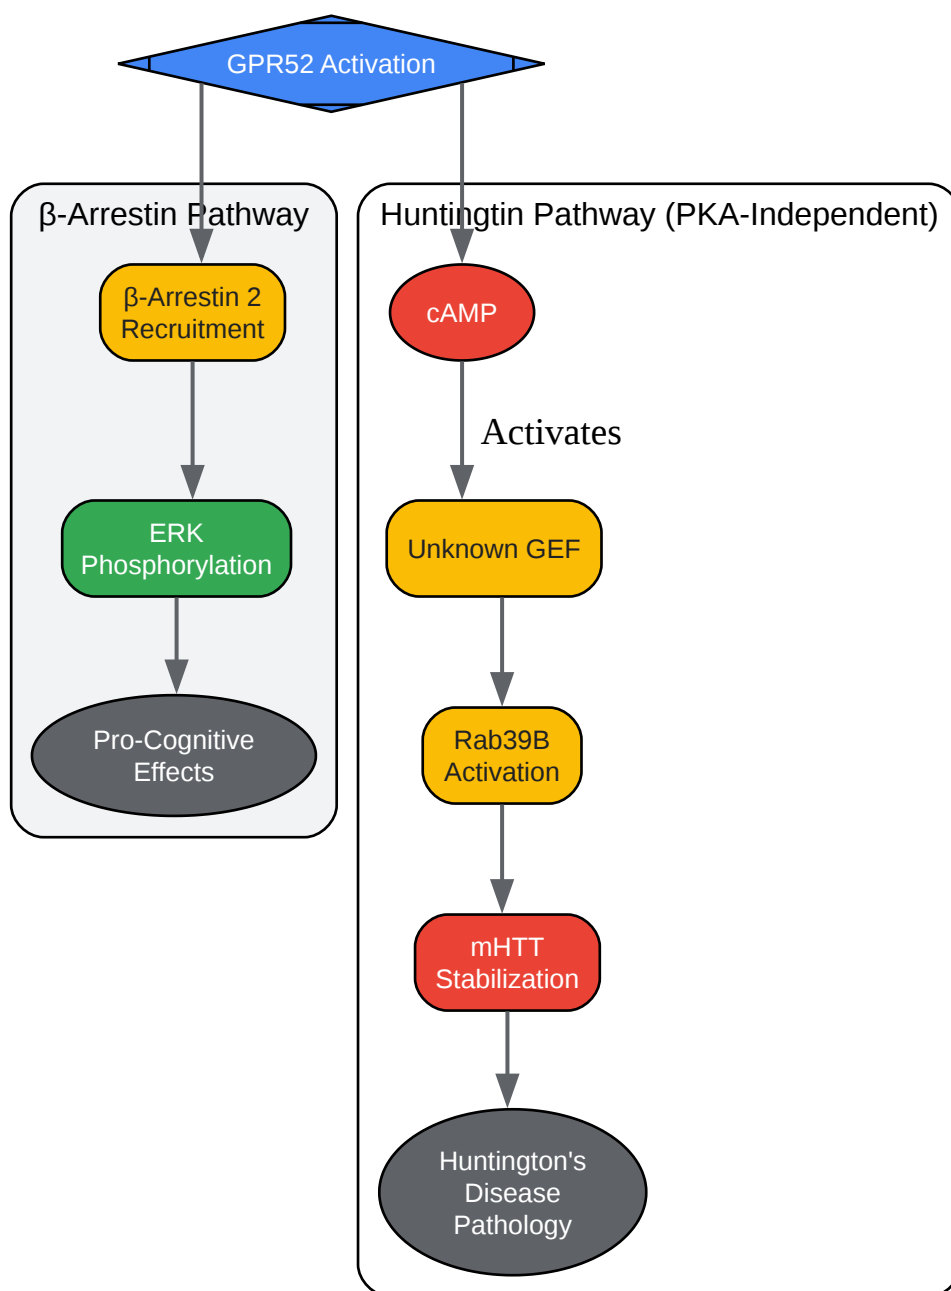 GPR52 Activation
β-Arrestin Pathway
β-Arrestin 2
Recruitment
ERK
Phosphorylation
Pro-Cognitive
Effects
Huntingtin Pathway (PKA-Independent)
cAMP
Activates
Unknown GEF
Rab39B
Activation
mHTT
Stabilization
Huntington's
Disease
Pathology